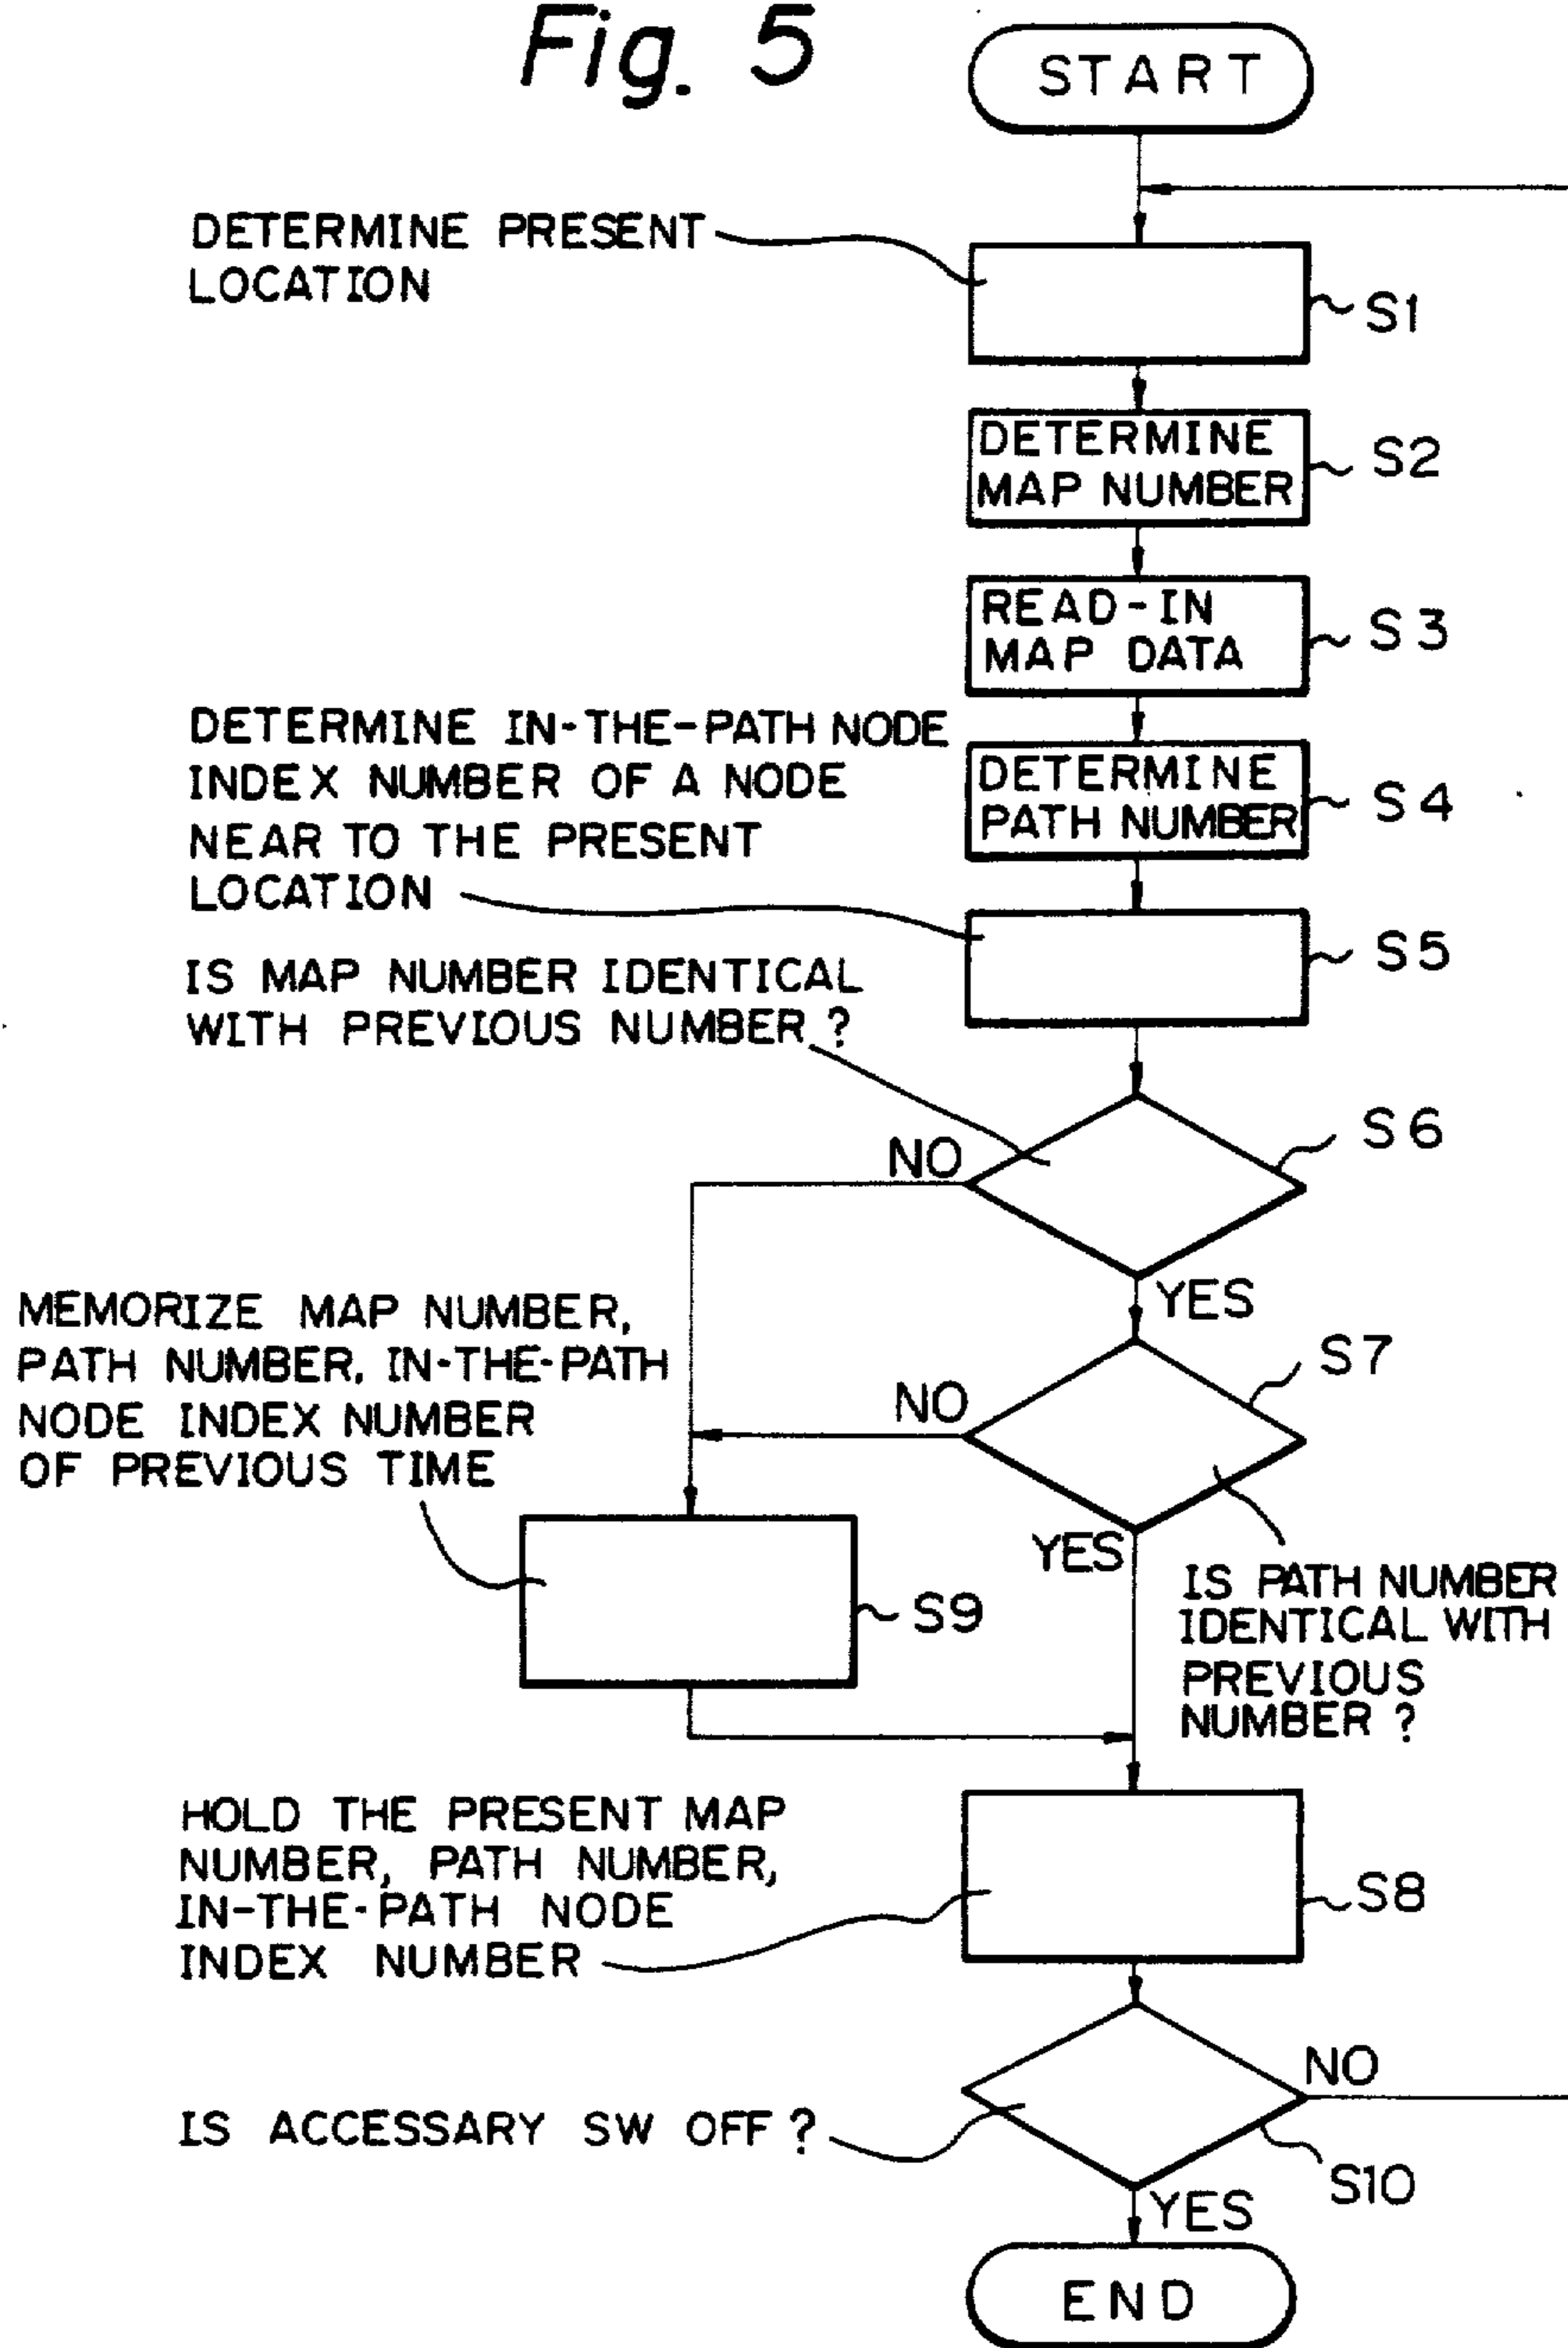 Fig. 5
START
DETERMINE PRESENT
LOCATION
S1
DETERMINE
MAP NUMBER
S2
READ-IN
MAP DATA
S3
DETERMINE IN-THE-PATH NODE
INDEX NUMBER OF A NODE
NEAR TO THE PRESENT
LOCATION
DETERMINE
PATH NUMBER
S4
S5
IS MAP NUMBER IDENTICAL
WITH PREVIOUS NUMBER ?
S6
NO
YES
MEMORIZE MAP NUMBER,
PATH NUMBER, IN-THE-PATH
NODE INDEX NUMBER
OF PREVIOUS TIME
S7
NO
YES
IS PATH NUMBER
IDENTICAL WITH
PREVIOUS
NUMBER ?
S9
HOLD THE PRESENT MAP
NUMBER, PATH NUMBER,
IN-THE-PATH NODE
INDEX NUMBER
S8
NO
IS ACCESSARY SW OFF ?
S10
YES
END